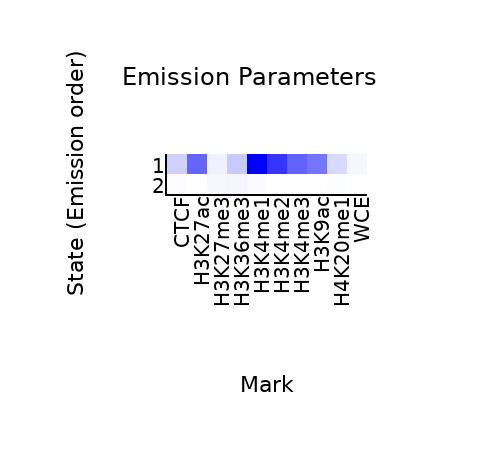 Emission Parameters
State (Emission order)
1
2
CTCF
H3K27ac
H3K27me3
H3K36me3
H3K4me1
H3K4me2
H3K4me3
H3K9ac
H4K20me1
WCE
Mark